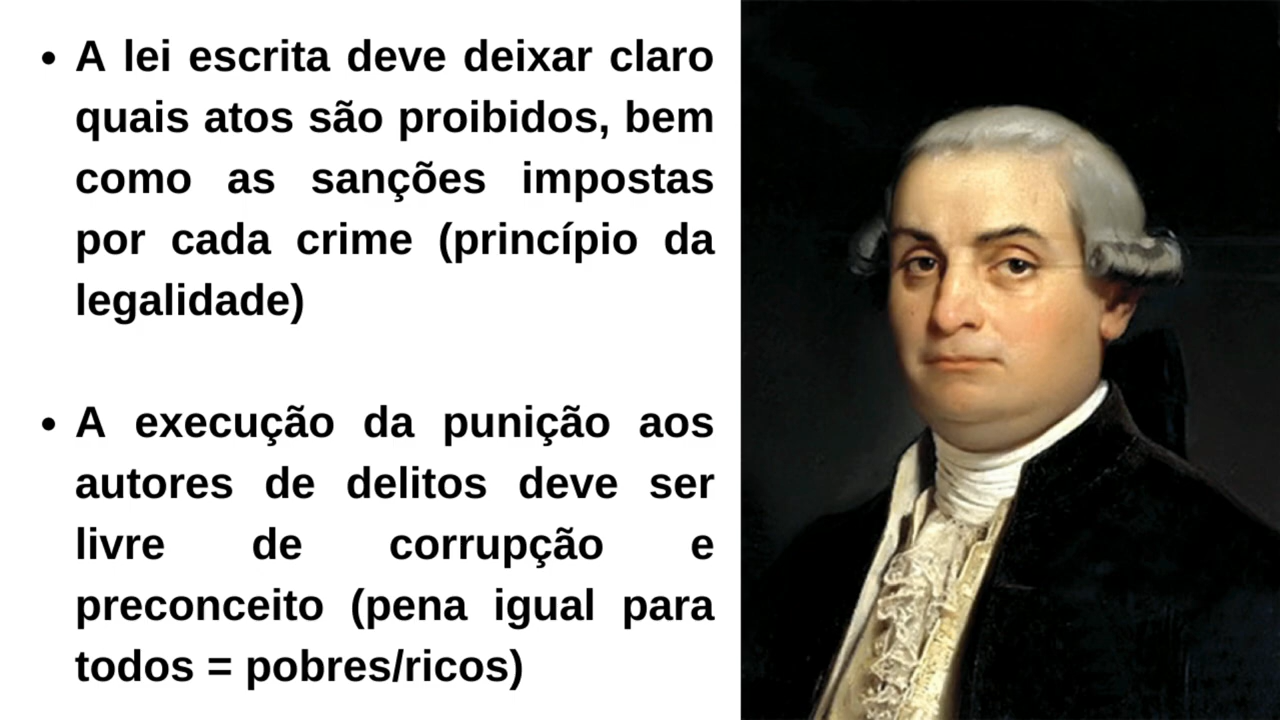 • A lei escrita deve deixar claro
quais atos são proibidos, bem
como as sanções impostas
por cada crime (princípio da
legalidade)
• A execução da punição aos
autores de delitos deve ser
livre de corrupção e
preconceito (pena igual para
todos = pobres/ricos)